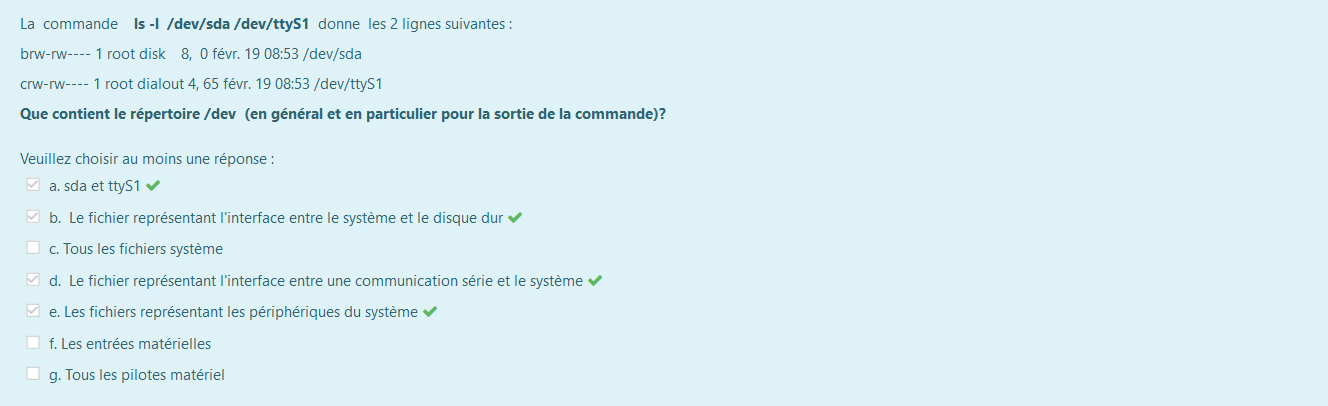 La commande ls -l /dev/sda /dev/ttyS1 donne les 2 lignes suivantes :
brw-rw---- 1 root disk 8, 0 févr. 19 08:53 /dev/sda
crw-rw---- 1 root dialout 4, 65 févr. 19 08:53 /dev/ttyS1
Que contient le répertoire /dev (en général et en particulier pour la sortie de la commande)?
Veuillez choisir au moins une réponse :
a. sda et ttyS1
b. Le fichier représentant l'interface entre le système et le disque dur
c. Tous les fichiers système
d. Le fichier représentant l'interface entre une communication série et le système
e. Les fichiers représentant les périphériques du système
f. Les entrées matérielles
g. Tous les pilotes matériel